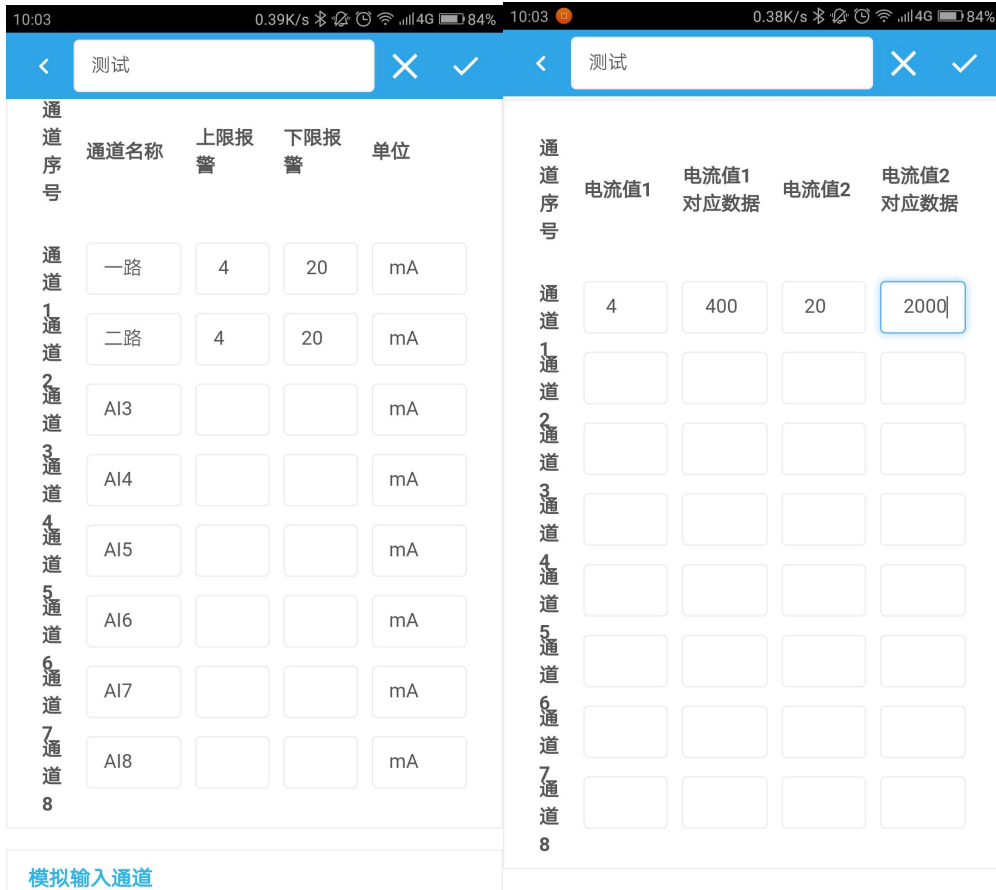 10:03 0.39K/s 4G 84%
测试
通道序号 通道名称 上限报警 下限报警 单位
通道1 一路 4 20 mA
通道2 二路 4 20 mA
通道3 AI3 mA
通道4 AI4 mA
通道5 AI5 mA
通道6 AI6 mA
通道7 AI7 mA
通道8 AI8 mA
模拟输入通道
10:03 0.38K/s 4G 84%
测试
通道序号 电流值1 电流值1对应数据 电流值2 电流值2对应数据
通道1 4 400 20 2000
通道2
通道3
通道4
通道5
通道6
通道7
通道8